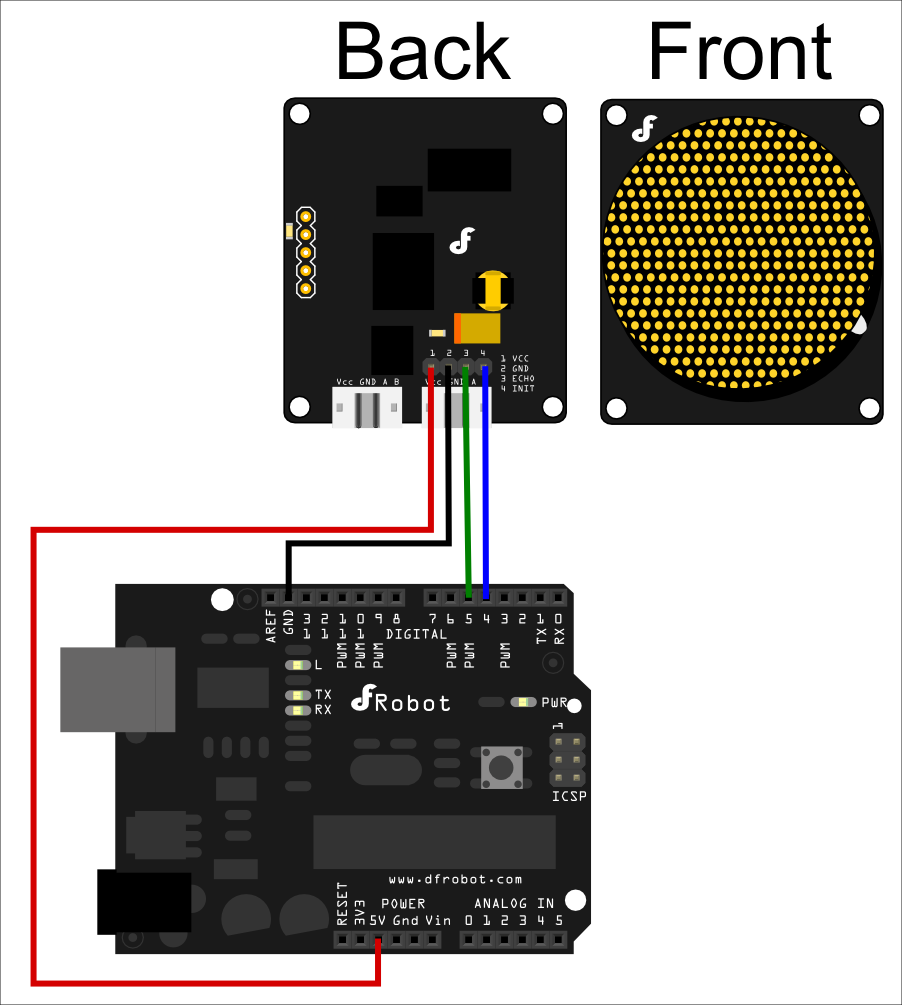 Back Front
1 2 3 4
1 VCC
2 GND
3 ECHO
4 INIT
Vcc GND A B
Vcc GND A
AREF GND 13 12 11 10 9 8 7 6 5 4 3 2 1 0
PWM PWM PWM PWM PWM PWM TX RX
DIGITAL
L
TX
RX
DFRobot
PWR
1
ICSP
www.dfrobot.com
RESET 3V3 POWER ANALOG IN
5V Gnd Vin 0 1 2 3 4 5